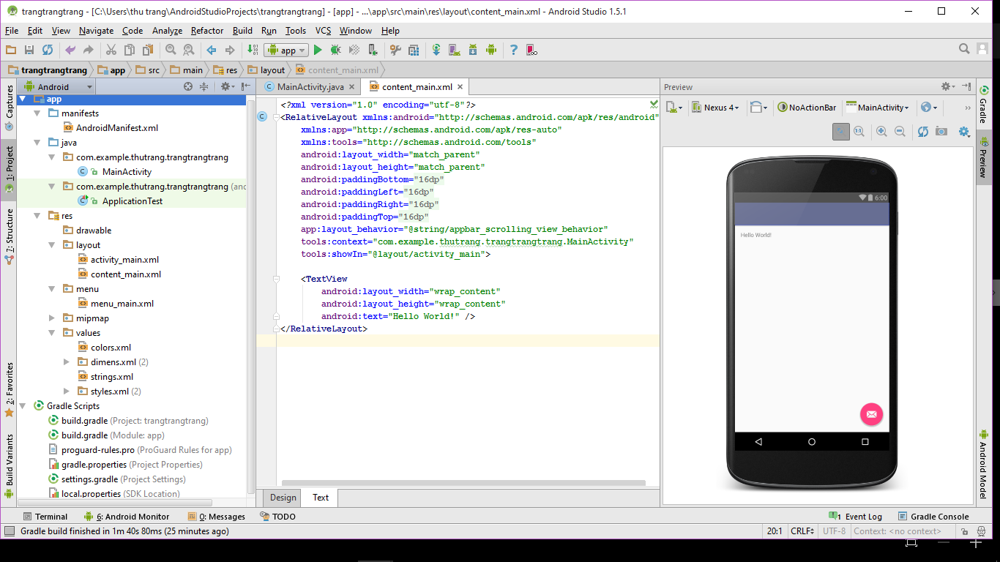 trangtrangtrang - [C:\Users\thu trang\AndroidStudioProjects\trangtrangtrang] - [app] - ...\app\src\main\res\layout\content_main.xml - Android Studio 1.5.1
File Edit View Navigate Code Analyze Refactor Build Run Tools VCS Window Help
app
trangtrangtrang app src main res layout content_main.xml
Captures
1: Project
7: Structure
2: Favorites
Build Variants
Android
app
manifests
AndroidManifest.xml
java
com.example.thutrang.trangtrangtrang
MainActivity
com.example.thutrang.trangtrangtrang (anc
ApplicationTest
res
drawable
layout
activity_main.xml
content_main.xml
menu
menu_main.xml
mipmap
values
colors.xml
dimens.xml (2)
strings.xml
styles.xml (2)
Gradle Scripts
build.gradle (Project: trangtrangtrang)
build.gradle (Module: app)
proguard-rules.pro (ProGuard Rules for app)
gradle.properties (Project Properties)
settings.gradle (Project Settings)
local.properties (SDK Location)
MainActivity.java content_main.xml
<?xml version="1.0" encoding="utf-8"?>
<RelativeLayout xmlns:android="http://schemas.android.com/apk/res/android"
xmlns:app="http://schemas.android.com/apk/res-auto"
xmlns:tools="http://schemas.android.com/tools"
android:layout_width="match_parent"
android:layout_height="match_parent"
android:paddingBottom="16dp"
android:paddingLeft="16dp"
android:paddingRight="16dp"
android:paddingTop="16dp"
app:layout_behavior="@string/appbar_scrolling_view_behavior"
tools:context="com.example.thutrang.trangtrangtrang.MainActivity"
tools:showIn="@layout/activity_main">
<TextView
android:layout_width="wrap_content"
android:layout_height="wrap_content"
android:text="Hello World!" />
</RelativeLayout>
Design Text
Preview
Nexus 4 NoActionBar MainActivity
1:1
6:00
Hello World!
Gradle
Preview
Android Model
Terminal 6: Android Monitor 0: Messages TODO 1 Event Log Gradle Console
Gradle build finished in 1m 40s 80ms (25 minutes ago) 20:1 CRLF UTF-8 Context: <no context>